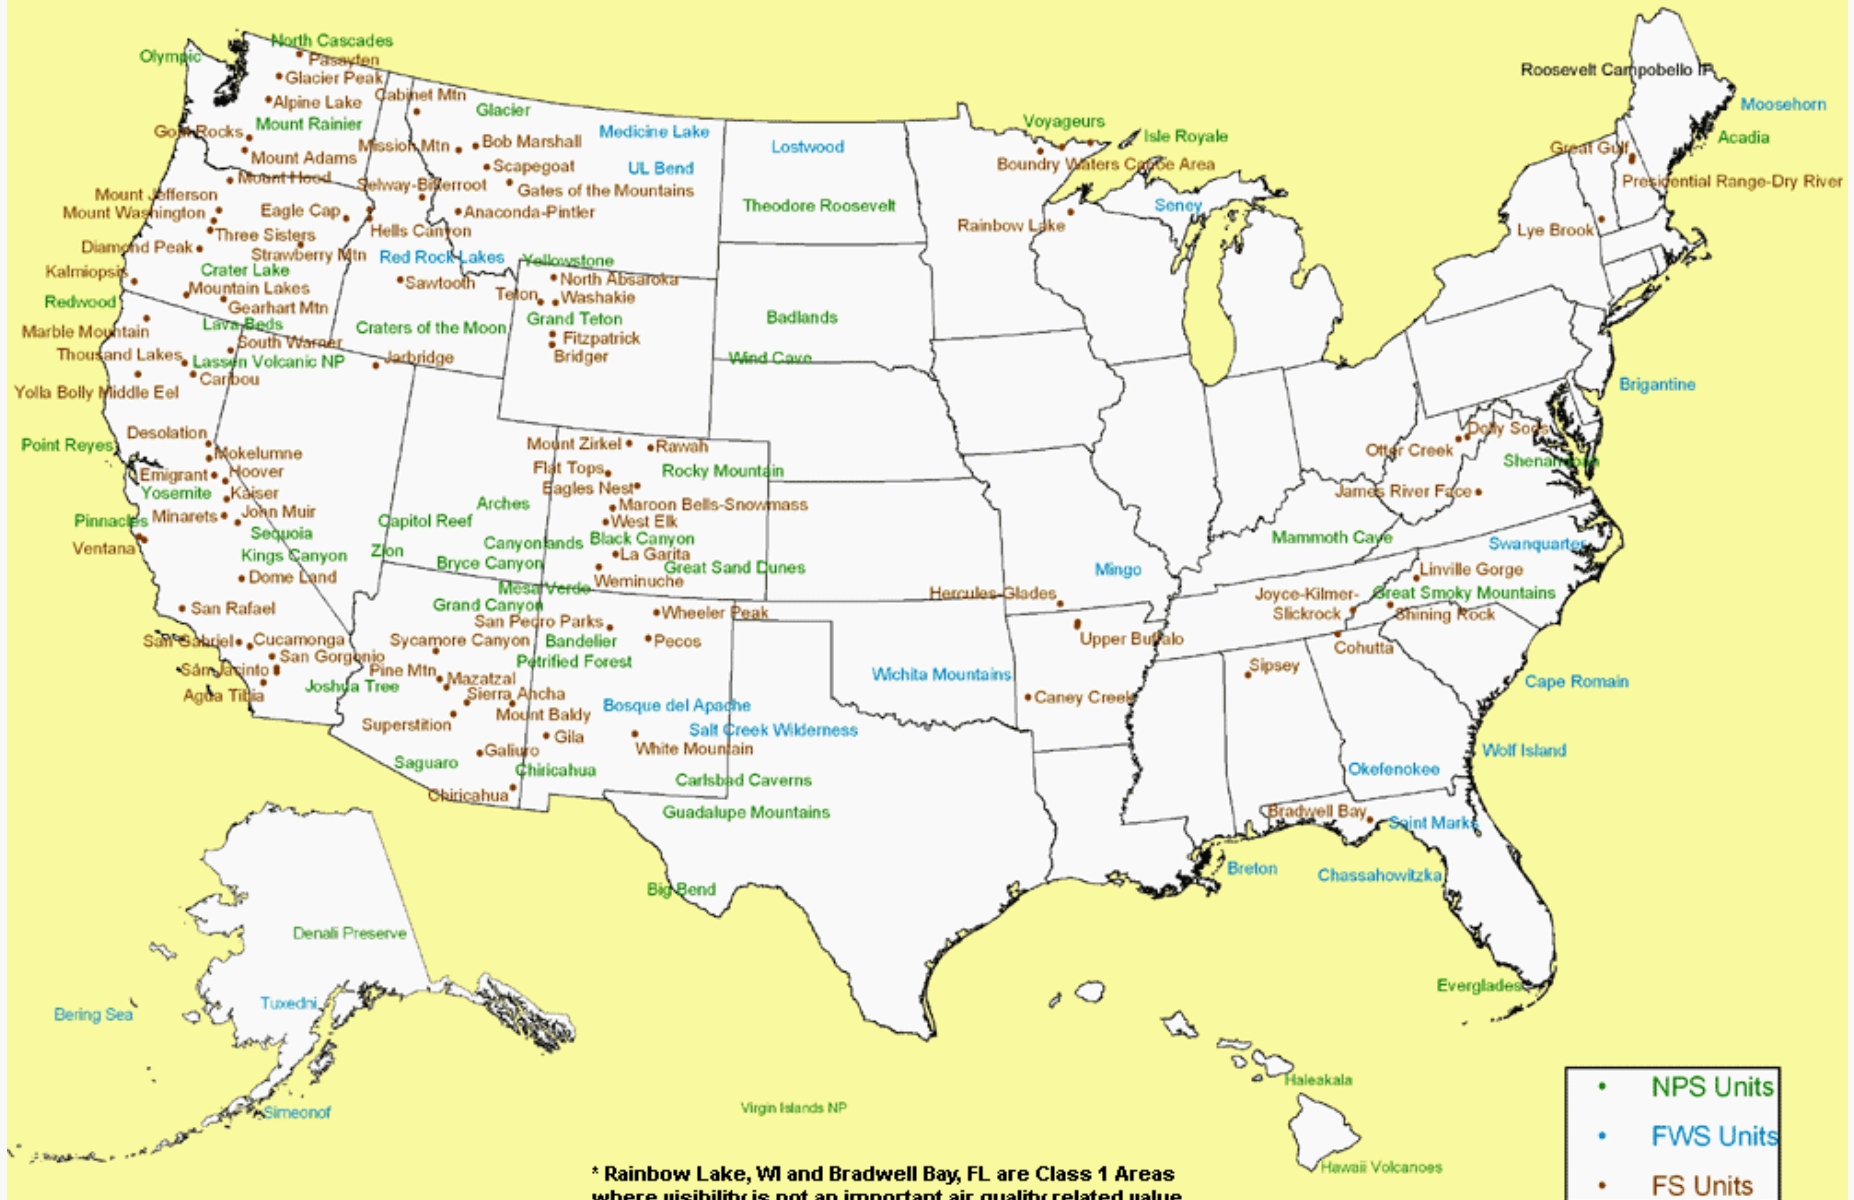 North Cascades
Olympic
Pasayten
Glacier Peak
Cabinet Mtn
Alpine Lake
Glacier
Mount Rainier
Goat Rocks
Medicine Lake
Bob Marshall
Mission Mtn
Mount Adams
Scapegoat
UL Bend
Mount Hood
Selway-Bitterroot
Gates of the Mountains
Mount Jefferson
Mount Washington
Eagle Cap
Anaconda-Pintler
Three Sisters
Hells Canyon
Diamond Peak
Strawberry Mtn
Red Rock Lakes
Yellowstone
Kalmiopsis
Crater Lake
Sawtooth
North Absaroka
Mountain Lakes
Teton
Washakie
Redwood
Gearhart Mtn
Grand Teton
Marble Mountain
Lava Beds
Craters of the Moon
South Warner
Fitzpatrick
Thousand Lakes
Lassen Volcanic NP
Jarbridge
Bridger
Caribou
Yolla Bolly Middle Eel
Lostwood
Theodore Roosevelt
Badlands
Wind Cave
Voyageurs
Isle Royale
Boundry Waters Canoe Area
Seney
Rainbow Lake
Roosevelt Campobello IP
Moosehorn
Acadia
Great Gulf
Presidential Range-Dry River
Lye Brook
Brigantine
Desolation
Point Reyes
Mokelumne
Emigrant
Hoover
Yosemite
Kaiser
Minarets
John Muir
Pinnacles
Sequoia
Ventana
Kings Canyon
Dome Land
San Rafael
San Gabriel
Cucamonga
San Gorgonio
San Jacinto
Agua Tibia
Joshua Tree
Mount Zirkel
Rawah
Flat Tops
Rocky Mountain
Eagles Nest
Arches
Maroon Bells-Snowmass
Capitol Reef
West Elk
Canyonlands
Black Canyon
Zion
La Garita
Bryce Canyon
Great Sand Dunes
Weminuche
Mesa Verde
Grand Canyon
San Pedro Parks
Wheeler Peak
Sycamore Canyon
Bandelier
Pecos
Petrified Forest
Pine Mtn
Mazatzal
Sierra Ancha
Superstition
Mount Baldy
Bosque del Apache
Salt Creek Wilderness
Gila
White Mountain
Galiuro
Saguaro
Chiricahua
Chiricahua
Carlsbad Caverns
Guadalupe Mountains
Big Bend
Wichita Mountains
Hercules-Glades
Mingo
Upper Buffalo
Caney Creek
Dolly Sods
Otter Creek
Shenandoah
James River Face
Mammoth Cave
Swanquarter
Linville Gorge
Joyce-Kilmer-
Slickrock
Great Smoky Mountains
Shining Rock
Cohutta
Sipsey
Cape Romain
Wolf Island
Okefenokee
Bradwell Bay
Saint Marks
Breton
Chassahowitzka
Everglades
Denali Preserve
Tuxedni
Bering Sea
Simeonof
Virgin Islands NP
Haleakala
Hawaii Volcanoes
NPS Units
FWS Units
FS Units
* Rainbow Lake, WI and Bradwell Bay, FL are Class 1 Areas
where visibility is not an important air quality related value